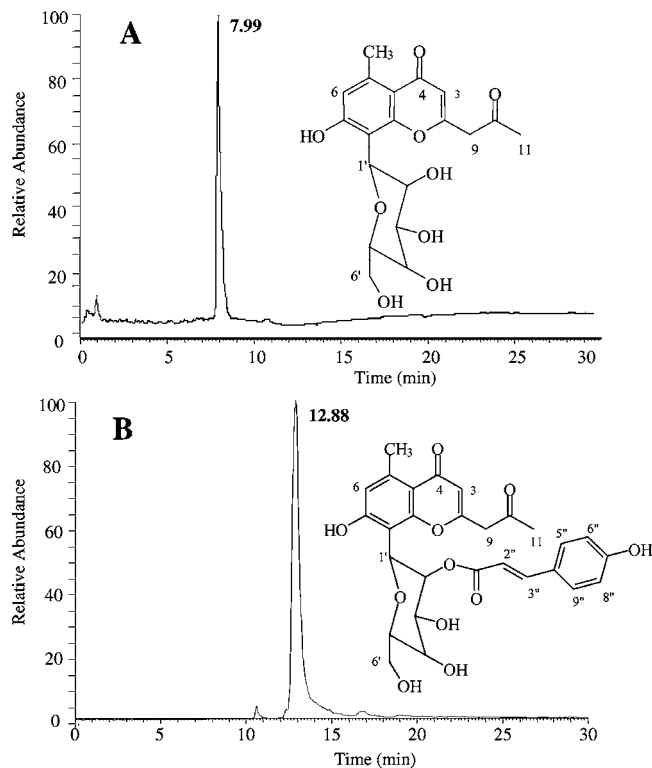 A
7.99
Relative Abundance
100
80
60
40
20
0
0 5 10 15 20 25 30
Time (min)
CH3 O
6 4 3 O
HO O 9 11
1' OH
O
OH
6' OH
OH
B
12.88
Relative Abundance
100
80
60
40
20
0
0 5 10 15 20 25 30
Time (min)
CH3 O
6 4 3 O
HO O 9 11 5" 6" OH
1' O 2"
O O 3" 9" 8"
OH
6' OH
OH